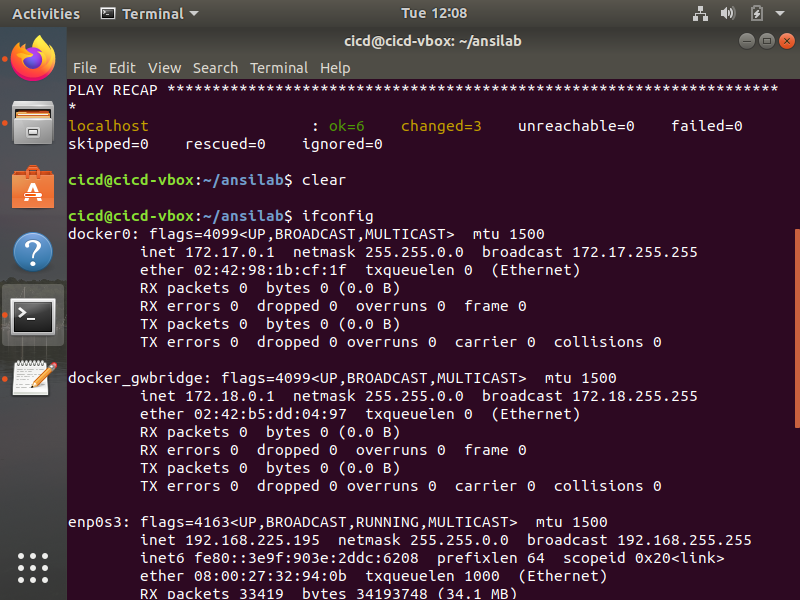 Activities Terminal Tue 12:08
cicd@cicd-vbox: ~/ansilab
File Edit View Search Terminal Help
PLAY RECAP ********************************************************************
*
localhost : ok=6 changed=3 unreachable=0 failed=0
skipped=0 rescued=0 ignored=0
cicd@cicd-vbox:~/ansilab$ clear
cicd@cicd-vbox:~/ansilab$ ifconfig
docker0: flags=4099<UP,BROADCAST,MULTICAST> mtu 1500
inet 172.17.0.1 netmask 255.255.0.0 broadcast 172.17.255.255
ether 02:42:98:1b:cf:1f txqueuelen 0 (Ethernet)
RX packets 0 bytes 0 (0.0 B)
RX errors 0 dropped 0 overruns 0 frame 0
TX packets 0 bytes 0 (0.0 B)
TX errors 0 dropped 0 overruns 0 carrier 0 collisions 0
docker_gwbridge: flags=4099<UP,BROADCAST,MULTICAST> mtu 1500
inet 172.18.0.1 netmask 255.255.0.0 broadcast 172.18.255.255
ether 02:42:b5:dd:04:97 txqueuelen 0 (Ethernet)
RX packets 0 bytes 0 (0.0 B)
RX errors 0 dropped 0 overruns 0 frame 0
TX packets 0 bytes 0 (0.0 B)
TX errors 0 dropped 0 overruns 0 carrier 0 collisions 0
enp0s3: flags=4163<UP,BROADCAST,RUNNING,MULTICAST> mtu 1500
inet 192.168.225.195 netmask 255.255.0.0 broadcast 192.168.255.255
inet6 fe80::3e9f:903e:2ddc:6208 prefixlen 64 scopeid 0x20<link>
ether 08:00:27:32:94:0b txqueuelen 1000 (Ethernet)
RX packets 33419 bytes 34193748 (34.1 MB)